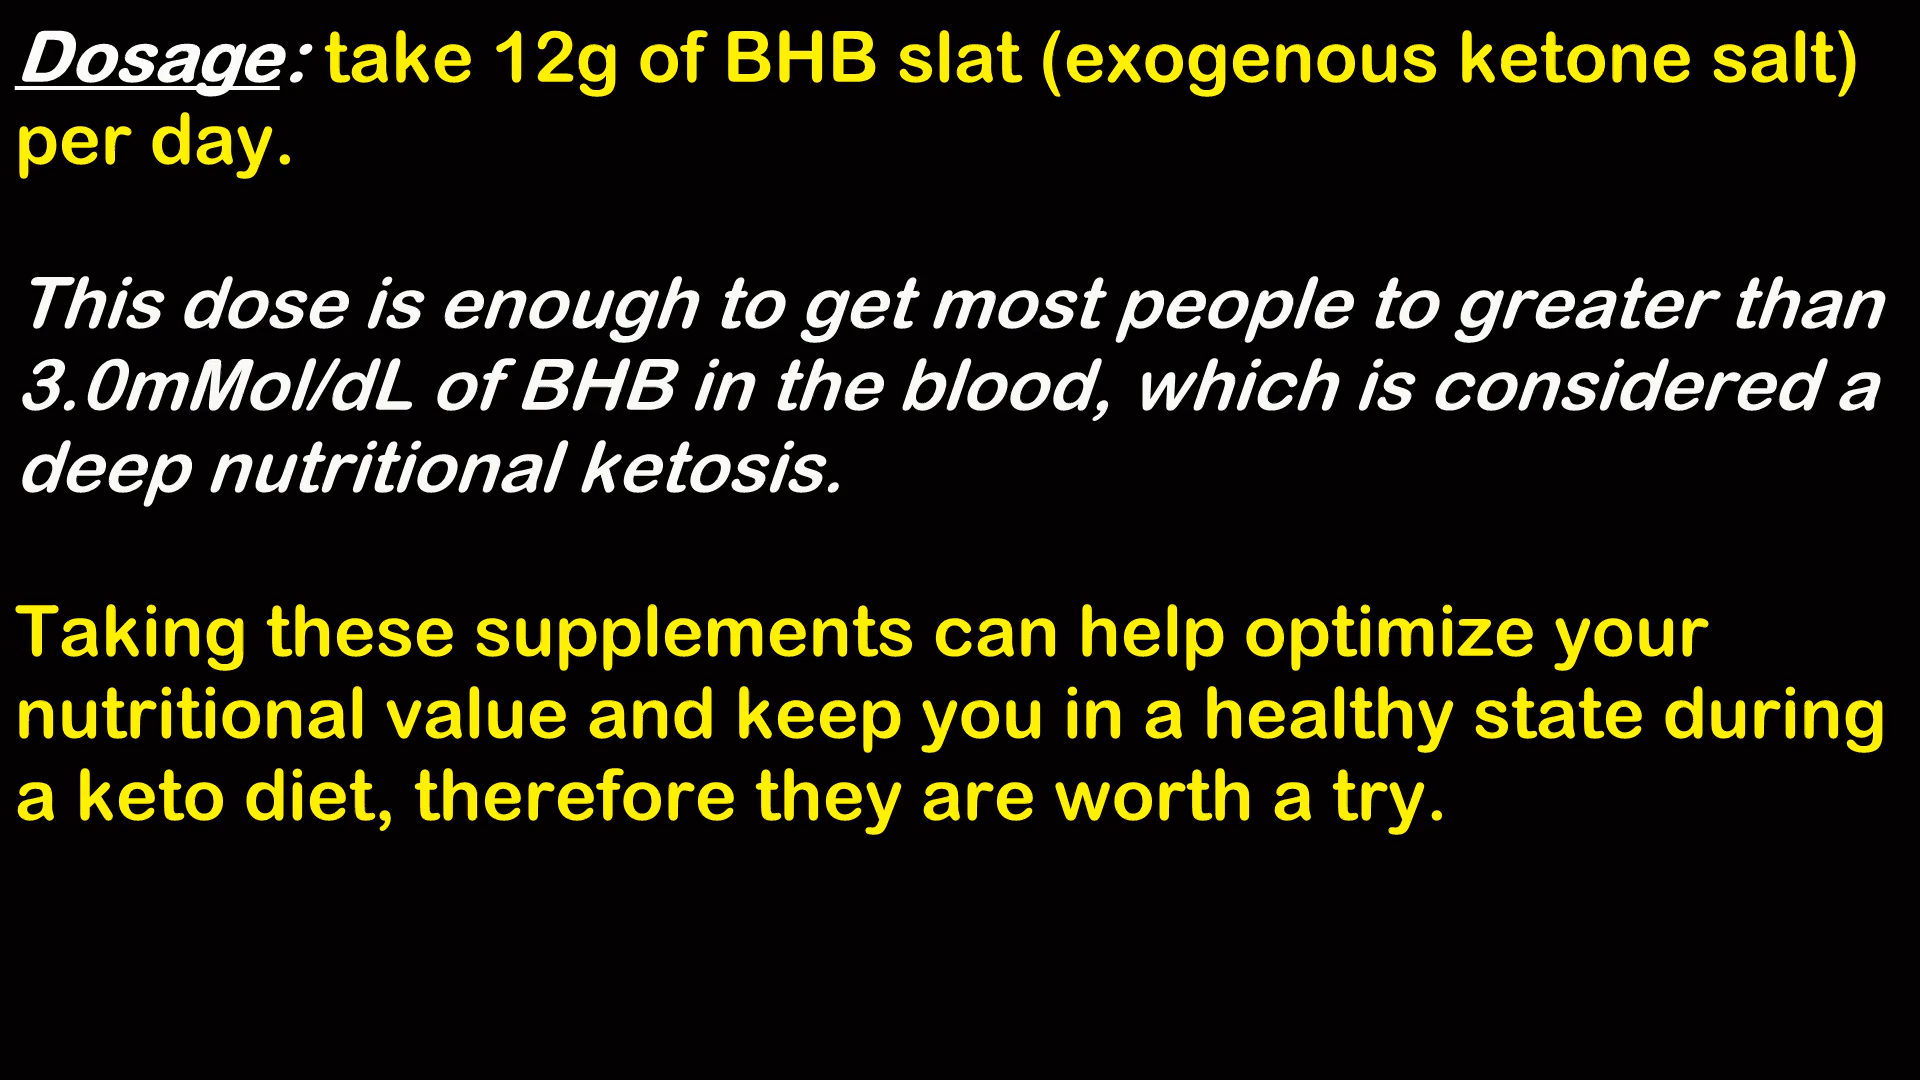 Dosage: take 12g of BHB slat (exogenous ketone salt)
per day.
This dose is enough to get most people to greater than
3.0mMol/dL of BHB in the blood, which is considered a
deep nutritional ketosis.
Taking these supplements can help optimize your
nutritional value and keep you in a healthy state during
a keto diet, therefore they are worth a try.